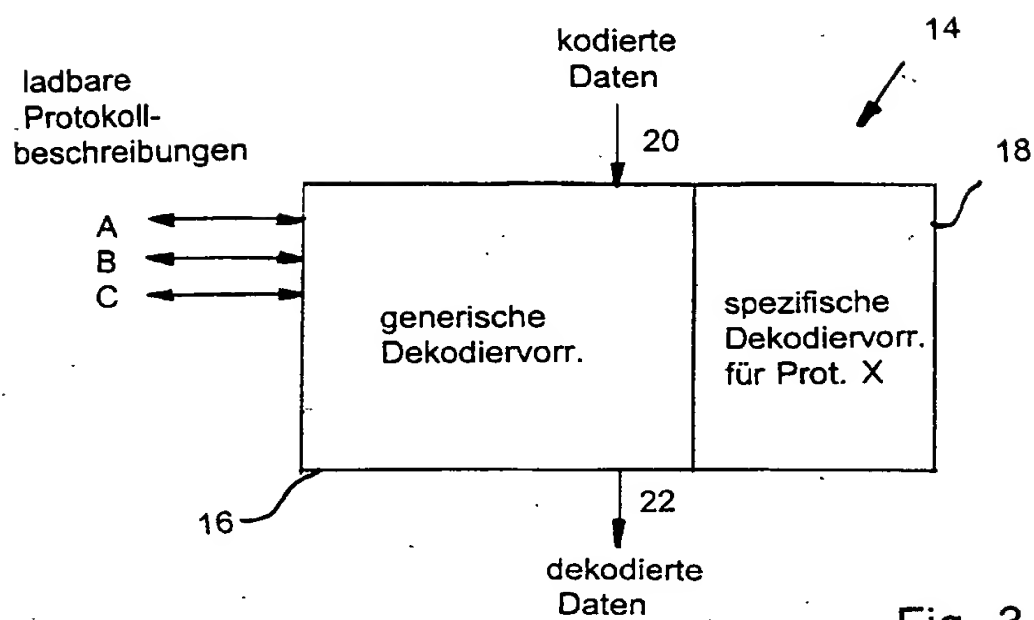 kodierte
Daten
14
ladbare
Protokoll-
beschreibungen
20
18
A
B
C
generische
Dekodiervorr.
spezifische
Dekodiervorr.
für Prot. X
16
22
dekodierte
Daten